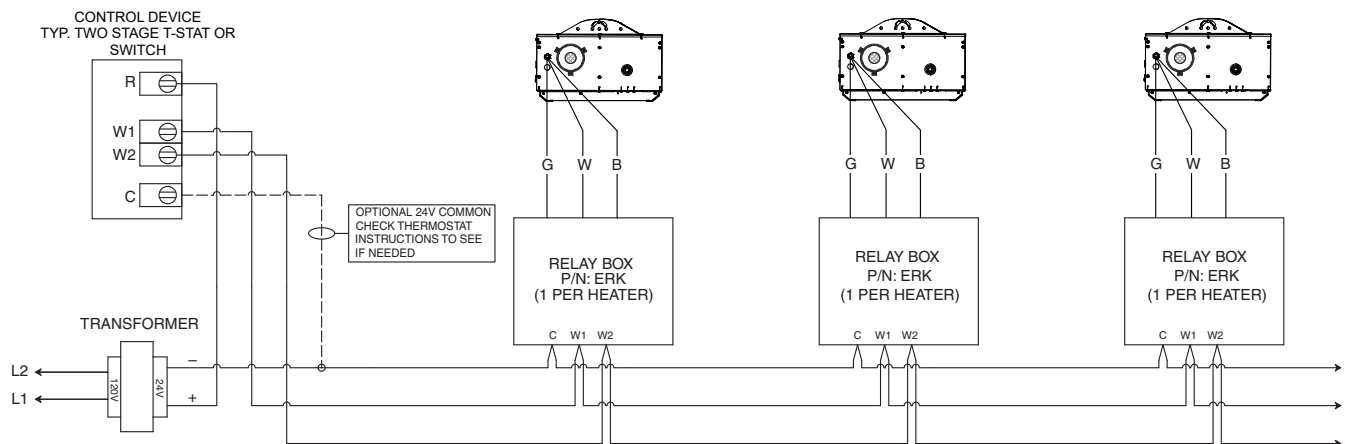 CONTROL DEVICE
TYP. TWO STAGE T-STAT OR
SWITCH
R
W1
W2
C
OPTIONAL 24V COMMON
CHECK THERMOSTAT
INSTRUCTIONS TO SEE
IF NEEDED
G W B
G W B
G W B
RELAY BOX
P/N: ERK
(1 PER HEATER)
C W1 W2
RELAY BOX
P/N: ERK
(1 PER HEATER)
C W1 W2
RELAY BOX
P/N: ERK
(1 PER HEATER)
C W1 W2
TRANSFORMER
L2
L1
120V
24V
–
+